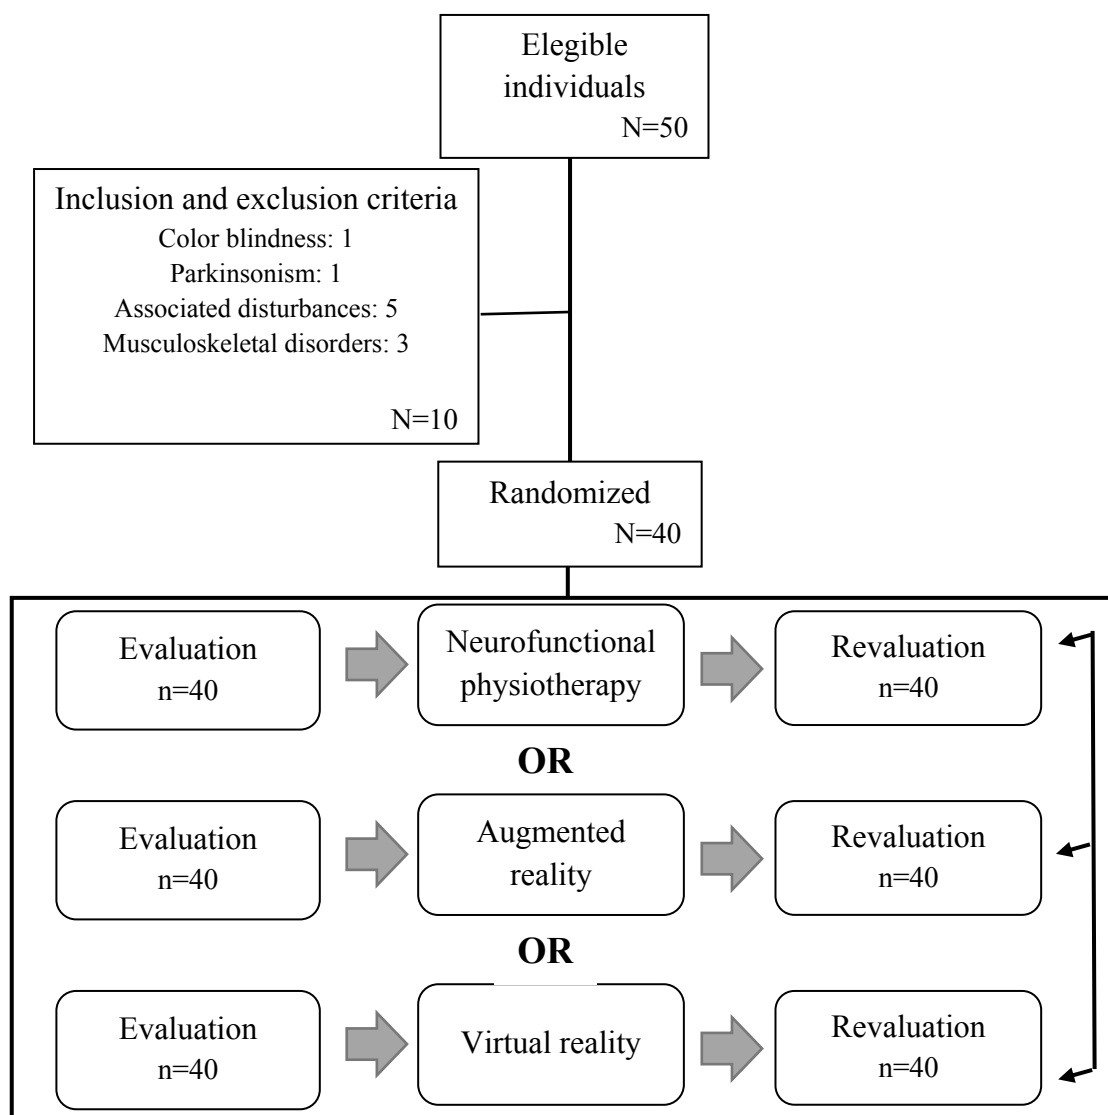 Elegible
individuals
N=50
Inclusion and exclusion criteria
Color blindness: 1
Parkinsonism: 1
Associated disturbances: 5
Musculoskeletal disorders: 3
N=10
Randomized
N=40
Evaluation
n=40
Neurofunctional
physiotherapy
Revaluation
n=40
OR
Evaluation
n=40
Augmented
reality
Revaluation
n=40
OR
Evaluation
n=40
Virtual reality
Revaluation
n=40